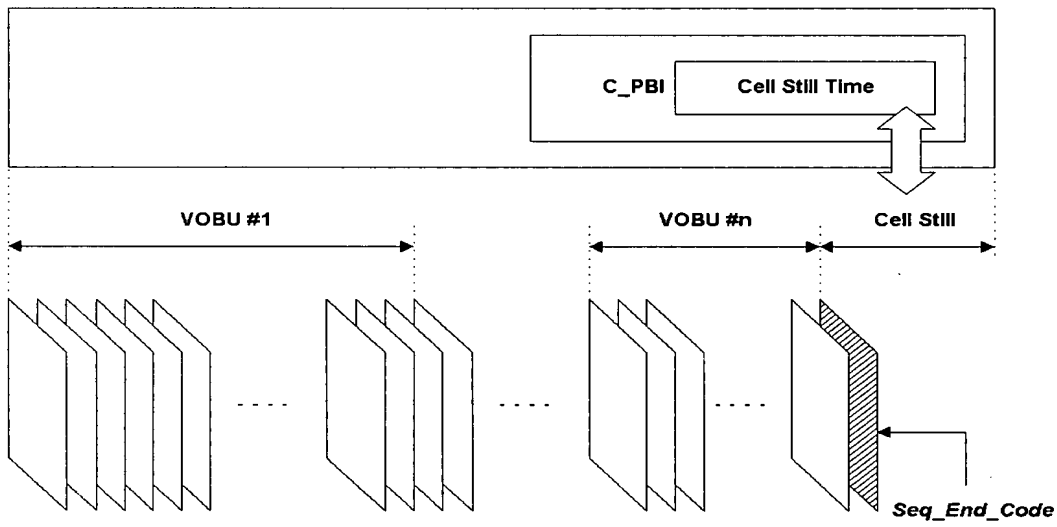 C_PBI
Cell Still Time
VOBU #1
VOBU #n
Cell Still
Seq_End_Code